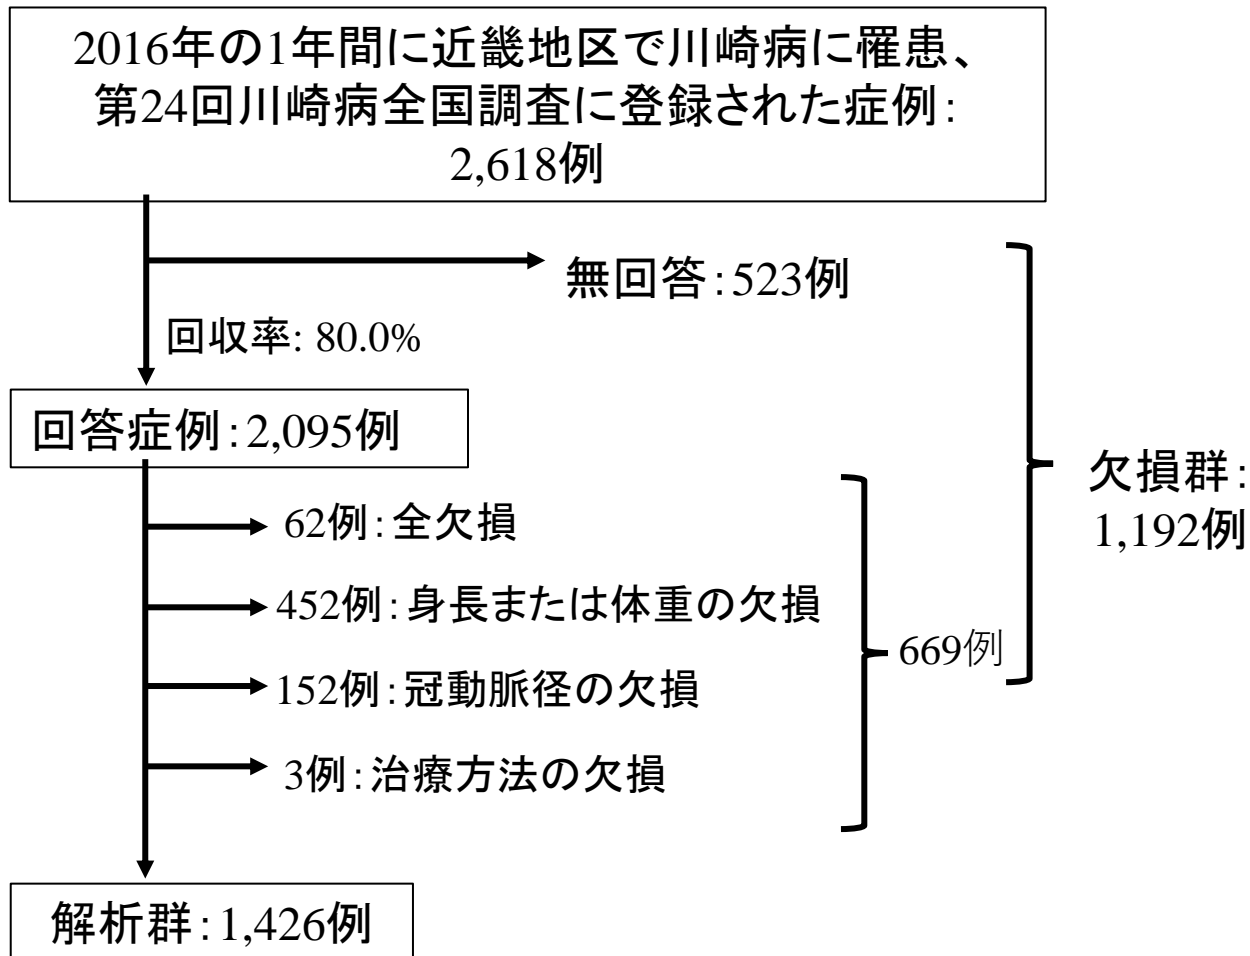 2016年の1年間に近畿地区で川崎病に罹患、
第24回川崎病全国調査に登録された症例：
2,618例
無回答：523例
回収率: 80.0%
回答症例：2,095例
62例：全欠損
452例：身長または体重の欠損
152例：冠動脈径の欠損
3例：治療方法の欠損
669例
欠損群：
1,192例
解析群：1,426例